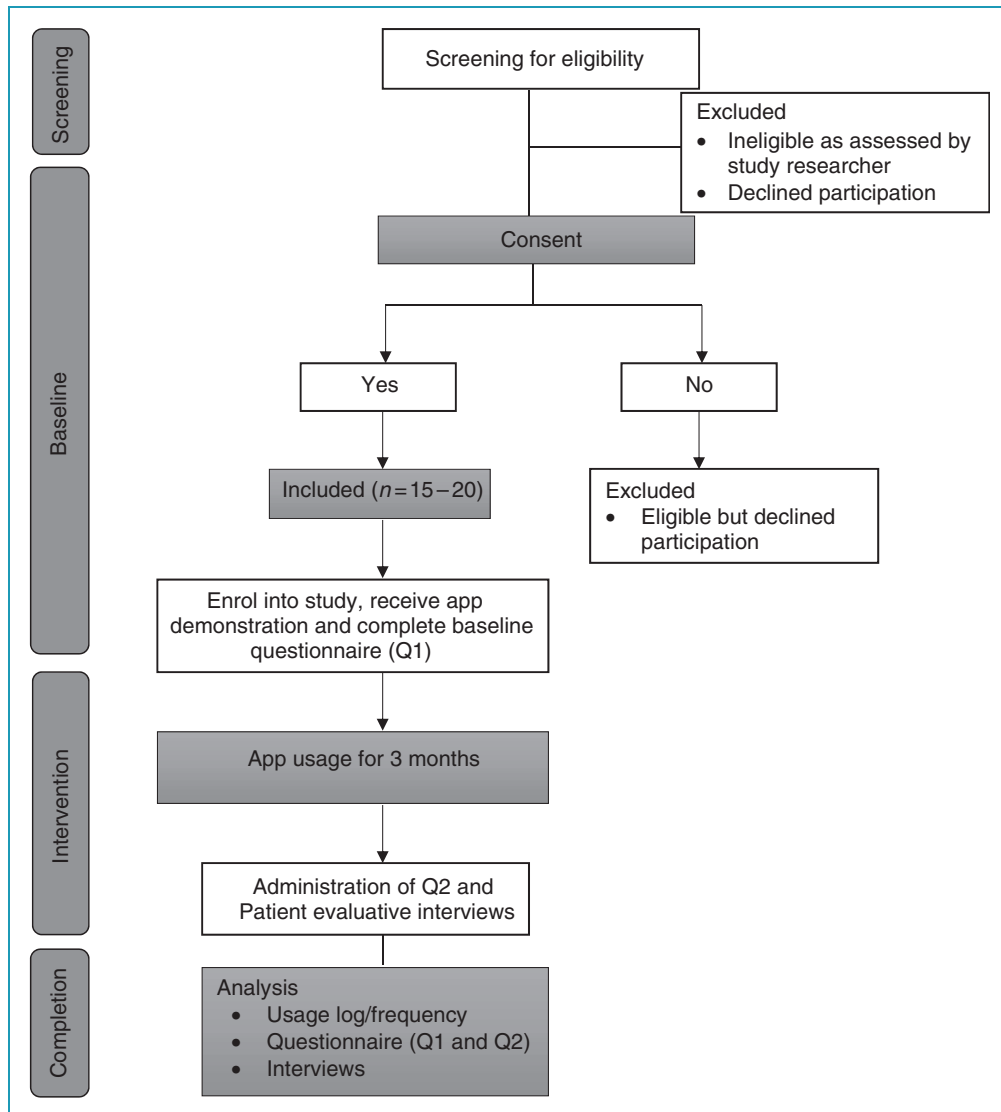 Screening
Screening for eligibility
Excluded
• Ineligible as assessed by
study researcher
• Declined participation
Baseline
Consent
Yes
No
Included (n=15–20)
Excluded
• Eligible but declined
participation
Enrol into study, receive app
demonstration and complete baseline
questionnaire (Q1)
Intervention
App usage for 3 months
Administration of Q2 and
Patient evaluative interviews
Completion
Analysis
• Usage log/frequency
• Questionnaire (Q1 and Q2)
• Interviews